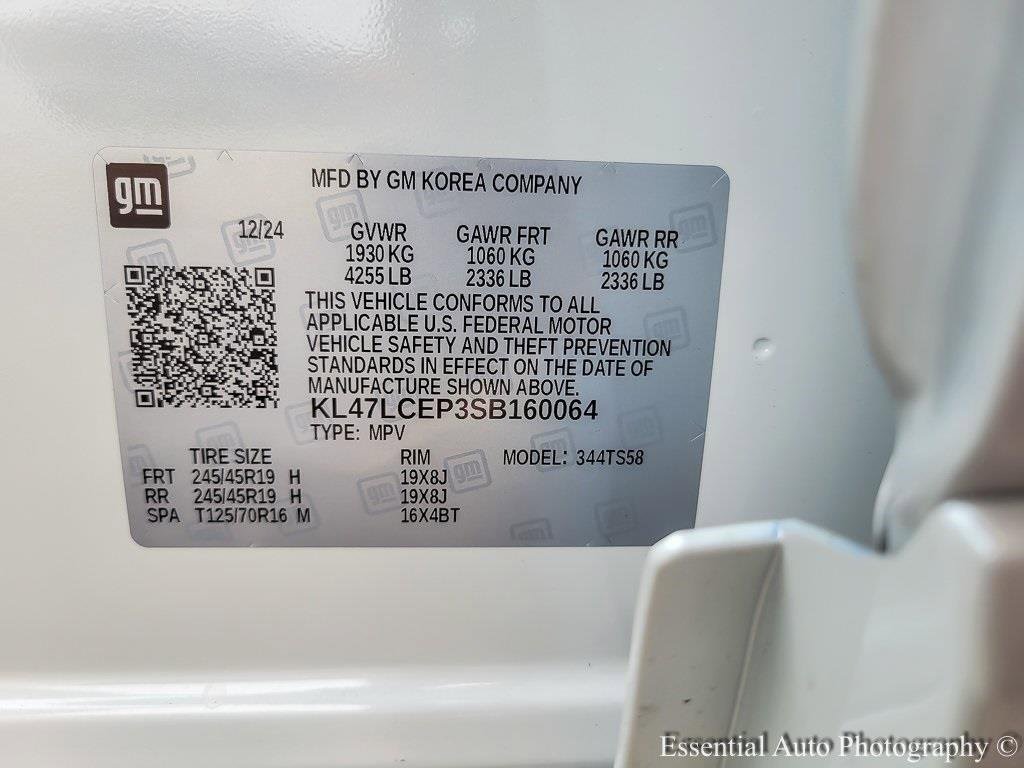 gm
MFD BY GM KOREA COMPANY
12/24
GVWR GAWR FRT GAWR RR
1930 KG 1060 KG 1060 KG
4255 LB 2336 LB 2336 LB
THIS VEHICLE CONFORMS TO ALL
APPLICABLE U.S. FEDERAL MOTOR
VEHICLE SAFETY AND THEFT PREVENTION
STANDARDS IN EFFECT ON THE DATE OF
MANUFACTURE SHOWN ABOVE.
KL47LCEP3SB160064
TYPE: MPV
TIRE SIZE RIM MODEL: 344TS58
FRT 245/45R19 H 19X8J
RR 245/45R19 H 19X8J
SPA T125/70R16 M 16X4BT
Essential Auto Photography ©